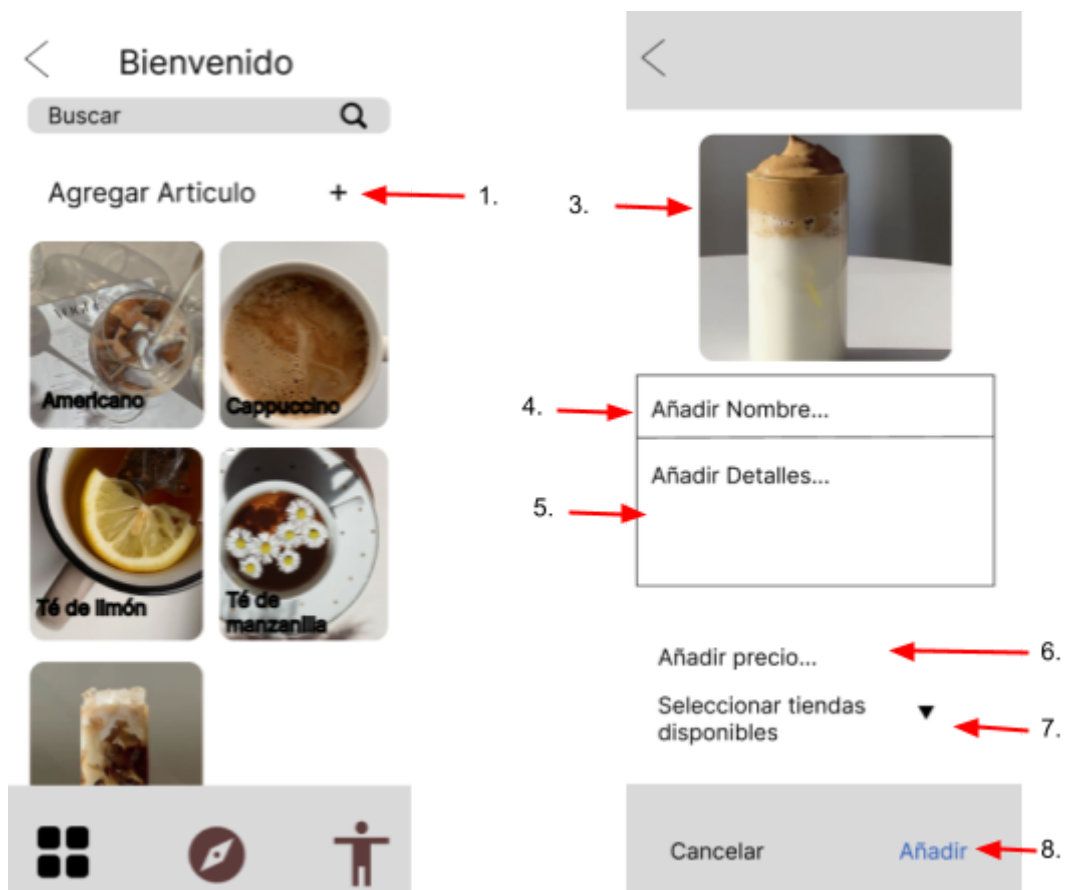 Bienvenido
Buscar
Agregar Articulo +
1.
VOGUE
Americano
Cappuccino
Té de limón
Té de
manzanilla
3.
4.
Añadir Nombre...
Añadir Detalles...
5.
Añadir precio...
6.
Seleccionar tiendas
disponibles
7.
Cancelar
Añadir
8.